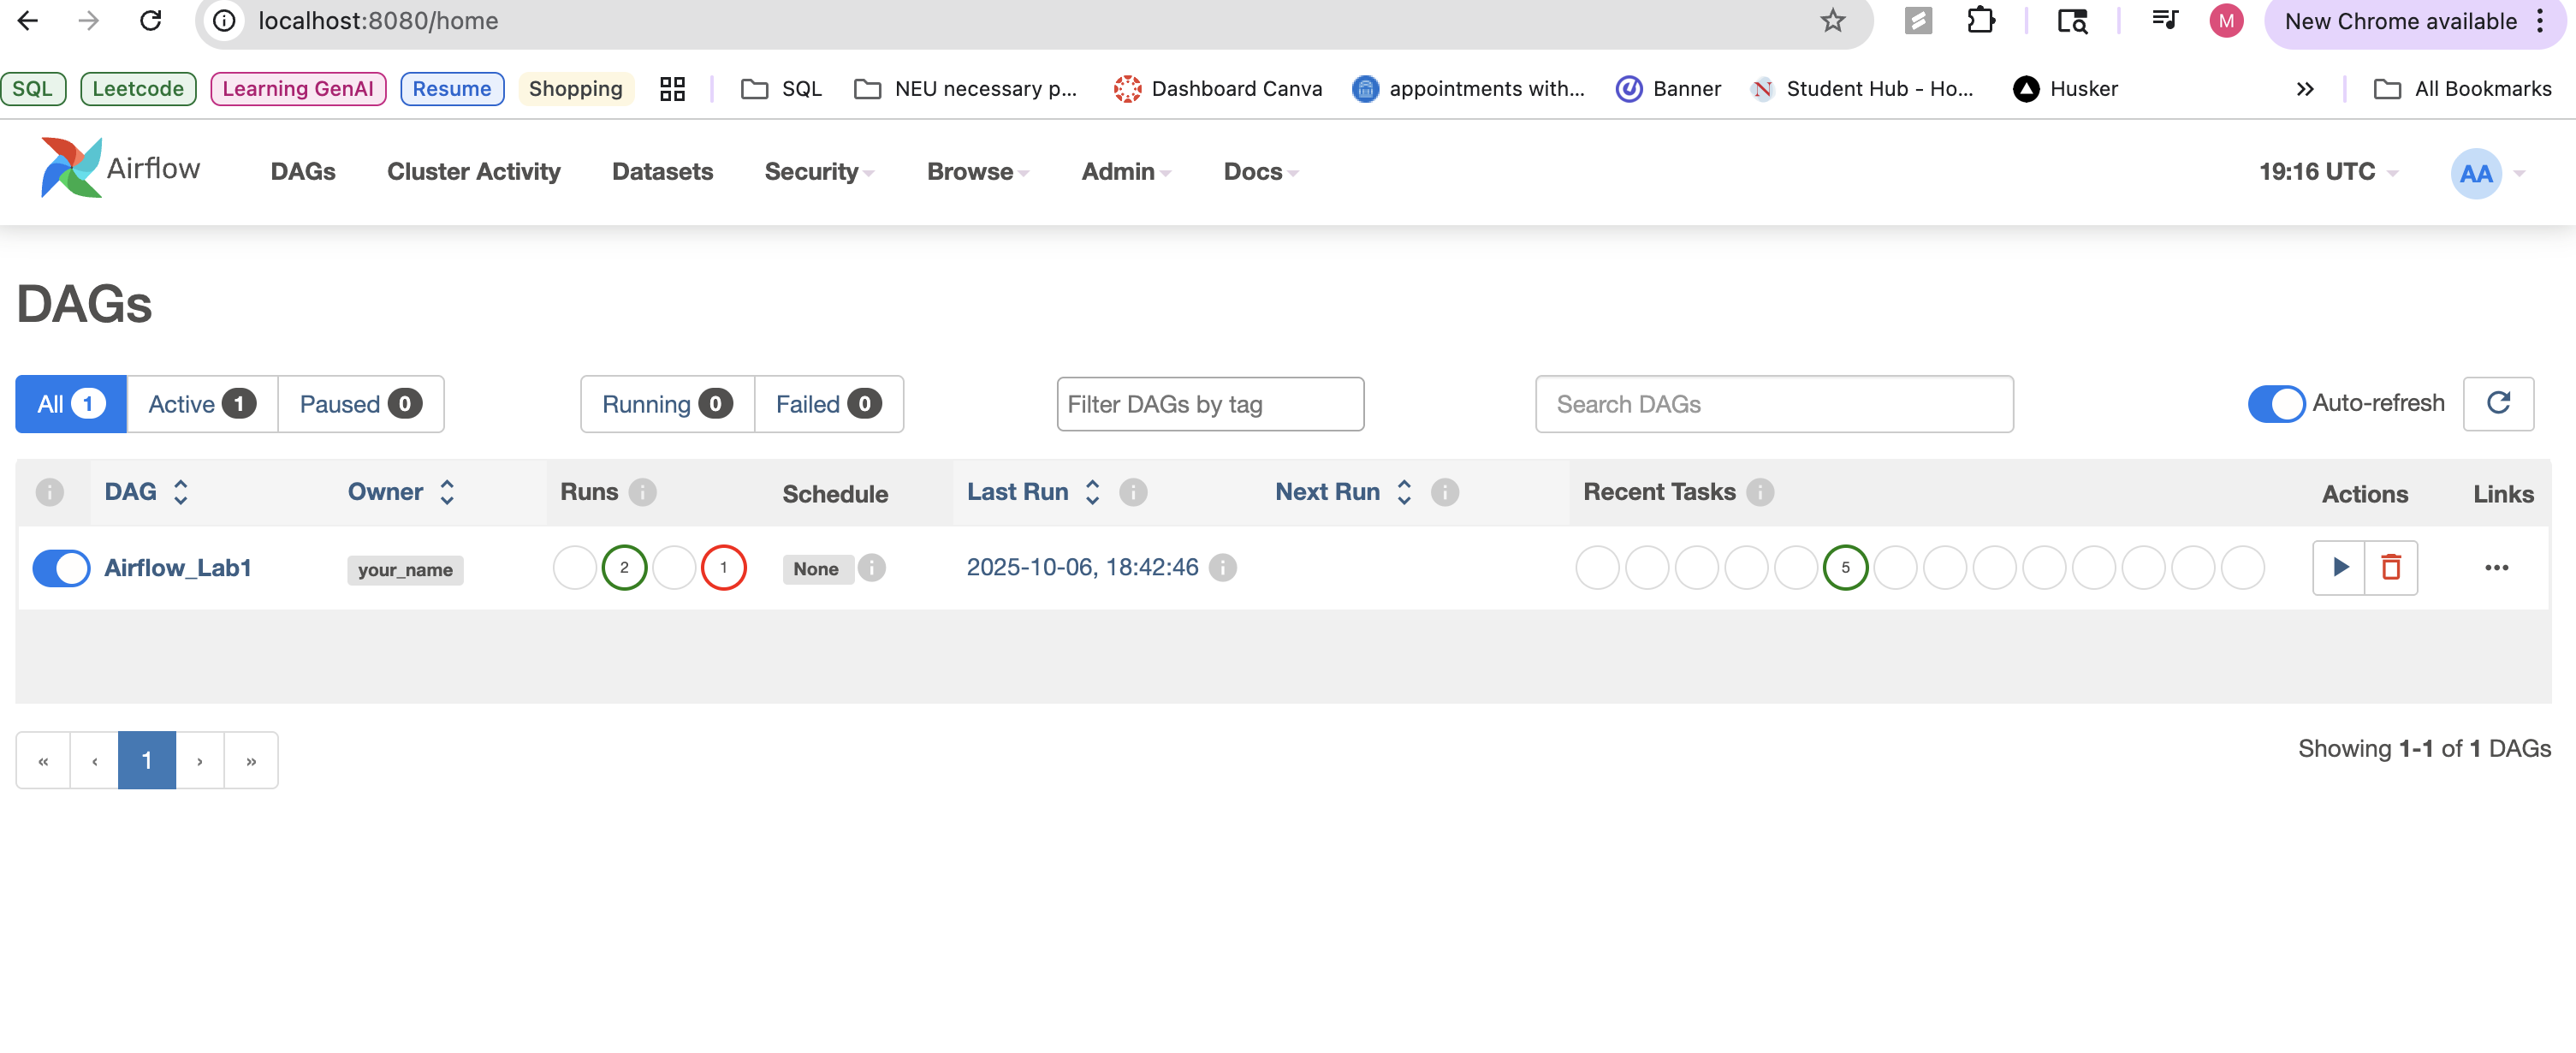 localhost:8080/home
M
New Chrome available
SQL
Leetcode
Learning GenAI
Resume
Shopping
SQL
NEU necessary p...
Dashboard Canva
appointments with...
Banner
Student Hub - Ho...
Husker
All Bookmarks
Airflow
DAGs
Cluster Activity
Datasets
Security
Browse
Admin
Docs
19:16 UTC
AA
DAGs
All 1
Active 1
Paused 0
Running 0
Failed 0
Filter DAGs by tag
Search DAGs
Auto-refresh
DAG
Owner
Runs
Schedule
Last Run
Next Run
Recent Tasks
Actions
Links
Airflow_Lab1
your_name
2
1
None
2025-10-06, 18:42:46
5
« ‹ 1 › »
Showing 1-1 of 1 DAGs